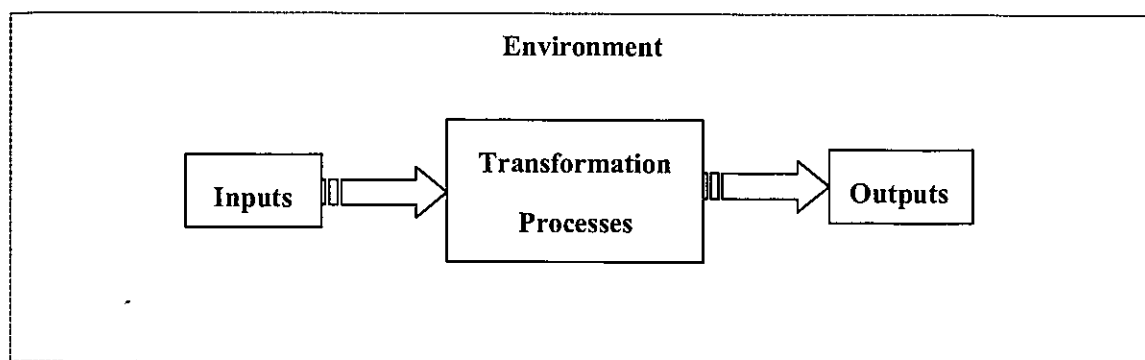 Environment
Inputs
Transformation
Processes
Outputs